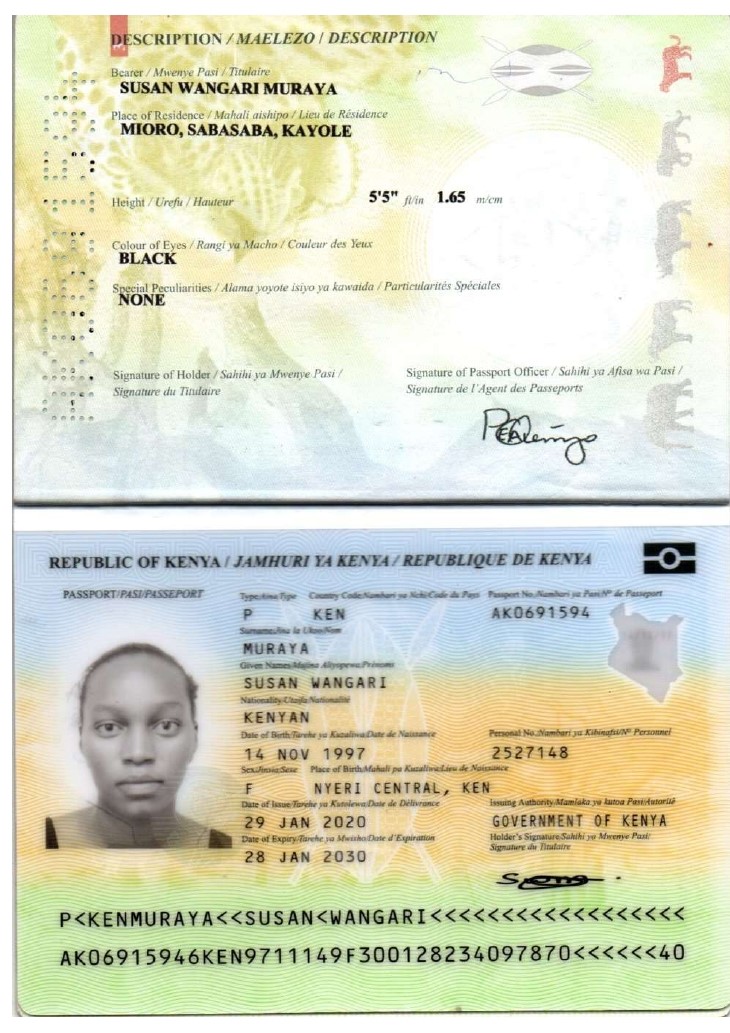 DESCRIPTION / MAELEZO / DESCRIPTION
Bearer / Mwenye Pasi / Titulaire
SUSAN WANGARI MURAYA
Place of Residence / Mahali aishipo / Lieu de Résidence
MIORO, SABASABA, KAYOLE
Height / Urefu / Hauteur 5'5" ft/in 1.65 m/cm
Colour of Eyes / Rangi ya Macho / Couleur des Yeux
BLACK
Special Peculiarities / Alama yoyote isiyo ya kawaida / Particularités Spéciales
NONE
Signature of Holder / Sahihi ya Mwenye Pasi /
Signature du Titulaire
Signature of Passport Officer / Sahihi ya Afisa wa Pasi /
Signature de l'Agent des Passeports
REPUBLIC OF KENYA / JAMHURI YA KENYA / REPUBLIQUE DE KENYA
PASSPORT/PASI/PASSEPORT
Type/Aina/Type Country Code/Nambari ya Nchi/Code du Pays Passport No./Nambari ya Pasi/Nº de Passeport
P KEN AK0691594
Surname/Jina la Ukoo/Nom
MURAYA
Given Names/Majina Aliyopewa/Prénoms
SUSAN WANGARI
Nationality/Utaifa/Nationalité
KENYAN
Date of Birth/Tarehe ya Kuzaliwa/Date de Naissance Personal No./Nambari ya Kibinafsi/Nº Personnel
14 NOV 1997 2527148
Sex/Jinsia/Sexe Place of Birth/Mahali pa Kuzaliwa/Lieu de Naissance
F NYERI CENTRAL, KEN
Date of Issue/Tarehe ya Kutolewa/Date de Délivrance Issuing Authority/Mamlaka ya kutoa Pasi/Autorité
29 JAN 2020 GOVERNMENT OF KENYA
Date of Expiry/Tarehe ya Mwisho/Date d'Expiration Holder's Signature/Sahihi ya Mwenye Pasi/
Signature du Titulaire
28 JAN 2030
P<KENMURAYA<<SUSAN<WANGARI<<<<<<<<<<<<<<<<<<
AK06915946KEN9711149F300128234097870<<<<<<40